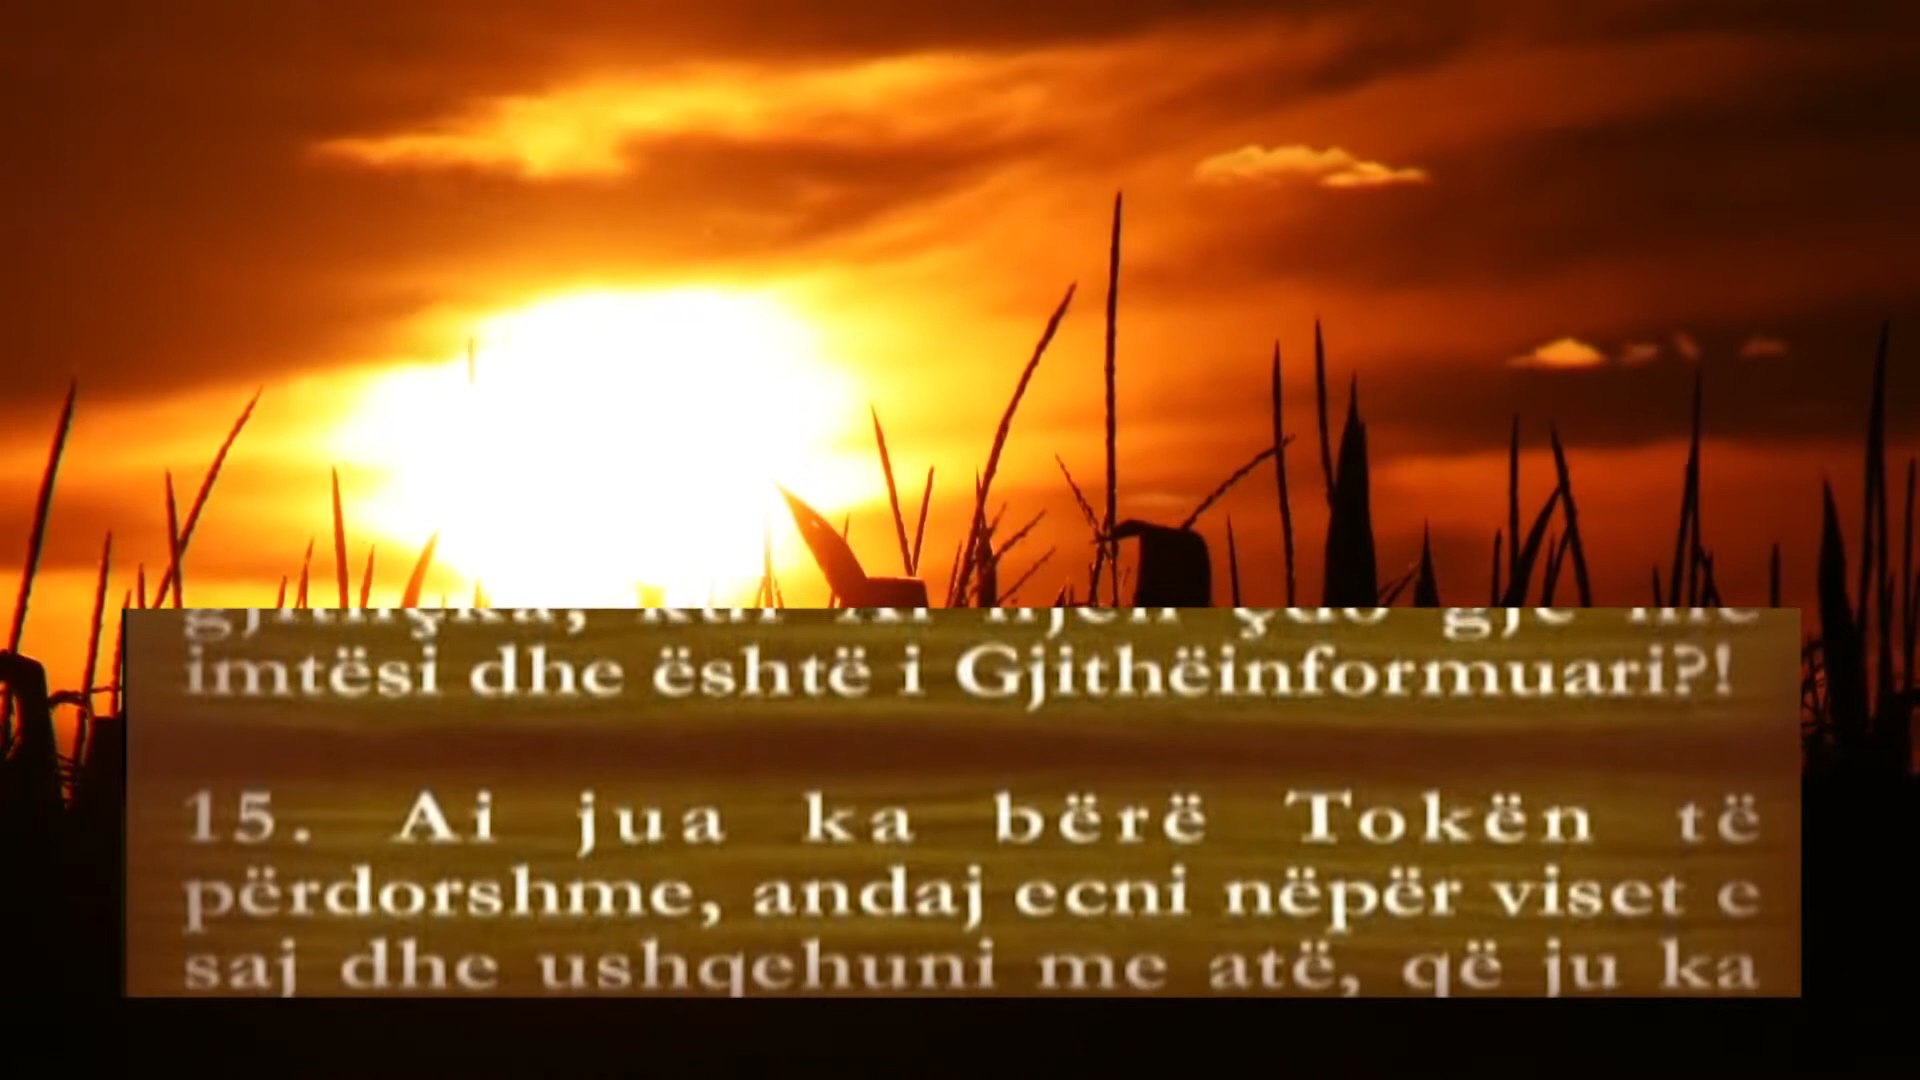 imtësi dhe është i Gjithëinformuari?!
15. Ai jua ka bërë Tokën të
përdorshme, andaj ecni nëpër viset e
saj dhe ushqehuni me atë, që ju ka